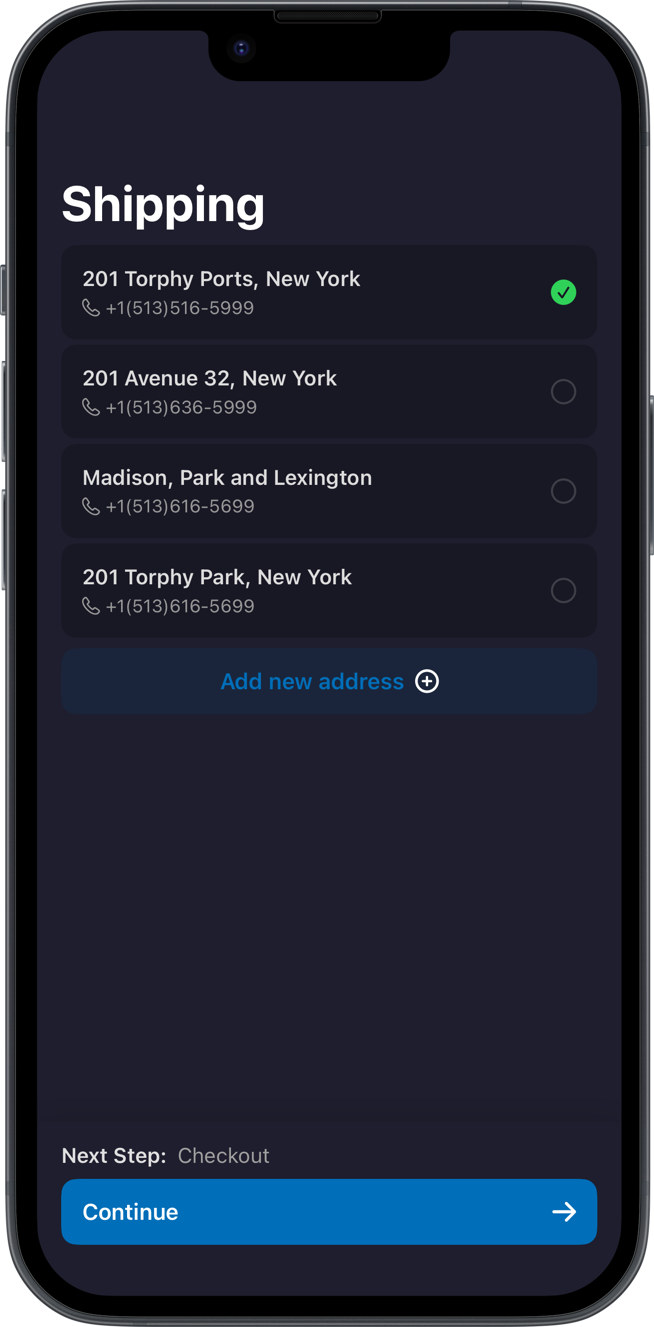 Shipping
201 Torphy Ports, New York
+1(513)516-5999
201 Avenue 32, New York
+1(513)636-5999
Madison, Park and Lexington
+1(513)616-5699
201 Torphy Park, New York
+1(513)616-5699
Add new address
Next Step: Checkout
Continue